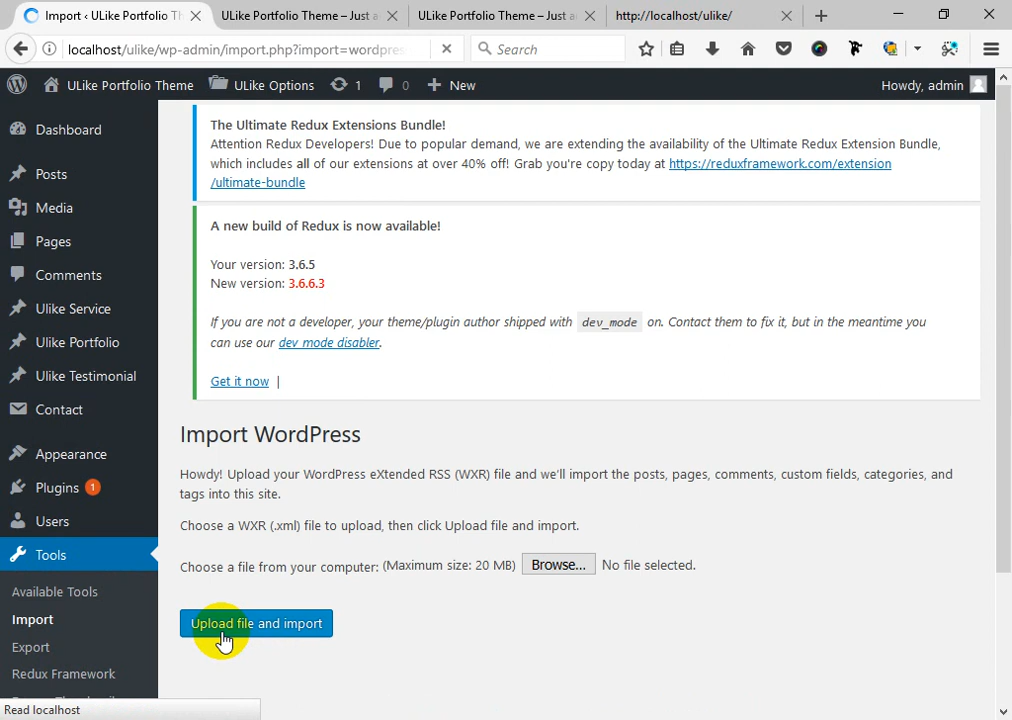 Import ‹ ULike Portfolio Th
ULike Portfolio Theme – Just a
ULike Portfolio Theme – Just a
http://localhost/ulike/
localhost/ulike/wp-admin/import.php?import=wordpres
Search
ULike Portfolio Theme
ULike Options
1
0
New
Howdy, admin
Dashboard
Posts
Media
Pages
Comments
Ulike Service
Ulike Portfolio
Ulike Testimonial
Contact
Appearance
Plugins 1
Users
Tools
Available Tools
Import
Export
Redux Framework
The Ultimate Redux Extensions Bundle!
Attention Redux Developers! Due to popular demand, we are extending the availability of the Ultimate Redux Extension Bundle,
which includes all of our extensions at over 40% off! Grab you're copy today at https://reduxframework.com/extension
/ultimate-bundle
A new build of Redux is now available!
Your version: 3.6.5
New version: 3.6.6.3
If you are not a developer, your theme/plugin author shipped with dev_mode on. Contact them to fix it, but in the meantime you
can use our dev mode disabler.
Get it now |
Import WordPress
Howdy! Upload your WordPress eXtended RSS (WXR) file and we'll import the posts, pages, comments, custom fields, categories, and
tags into this site.
Choose a WXR (.xml) file to upload, then click Upload file and import.
Choose a file from your computer: (Maximum size: 20 MB) Browse... No file selected.
Upload file and import
Read localhost